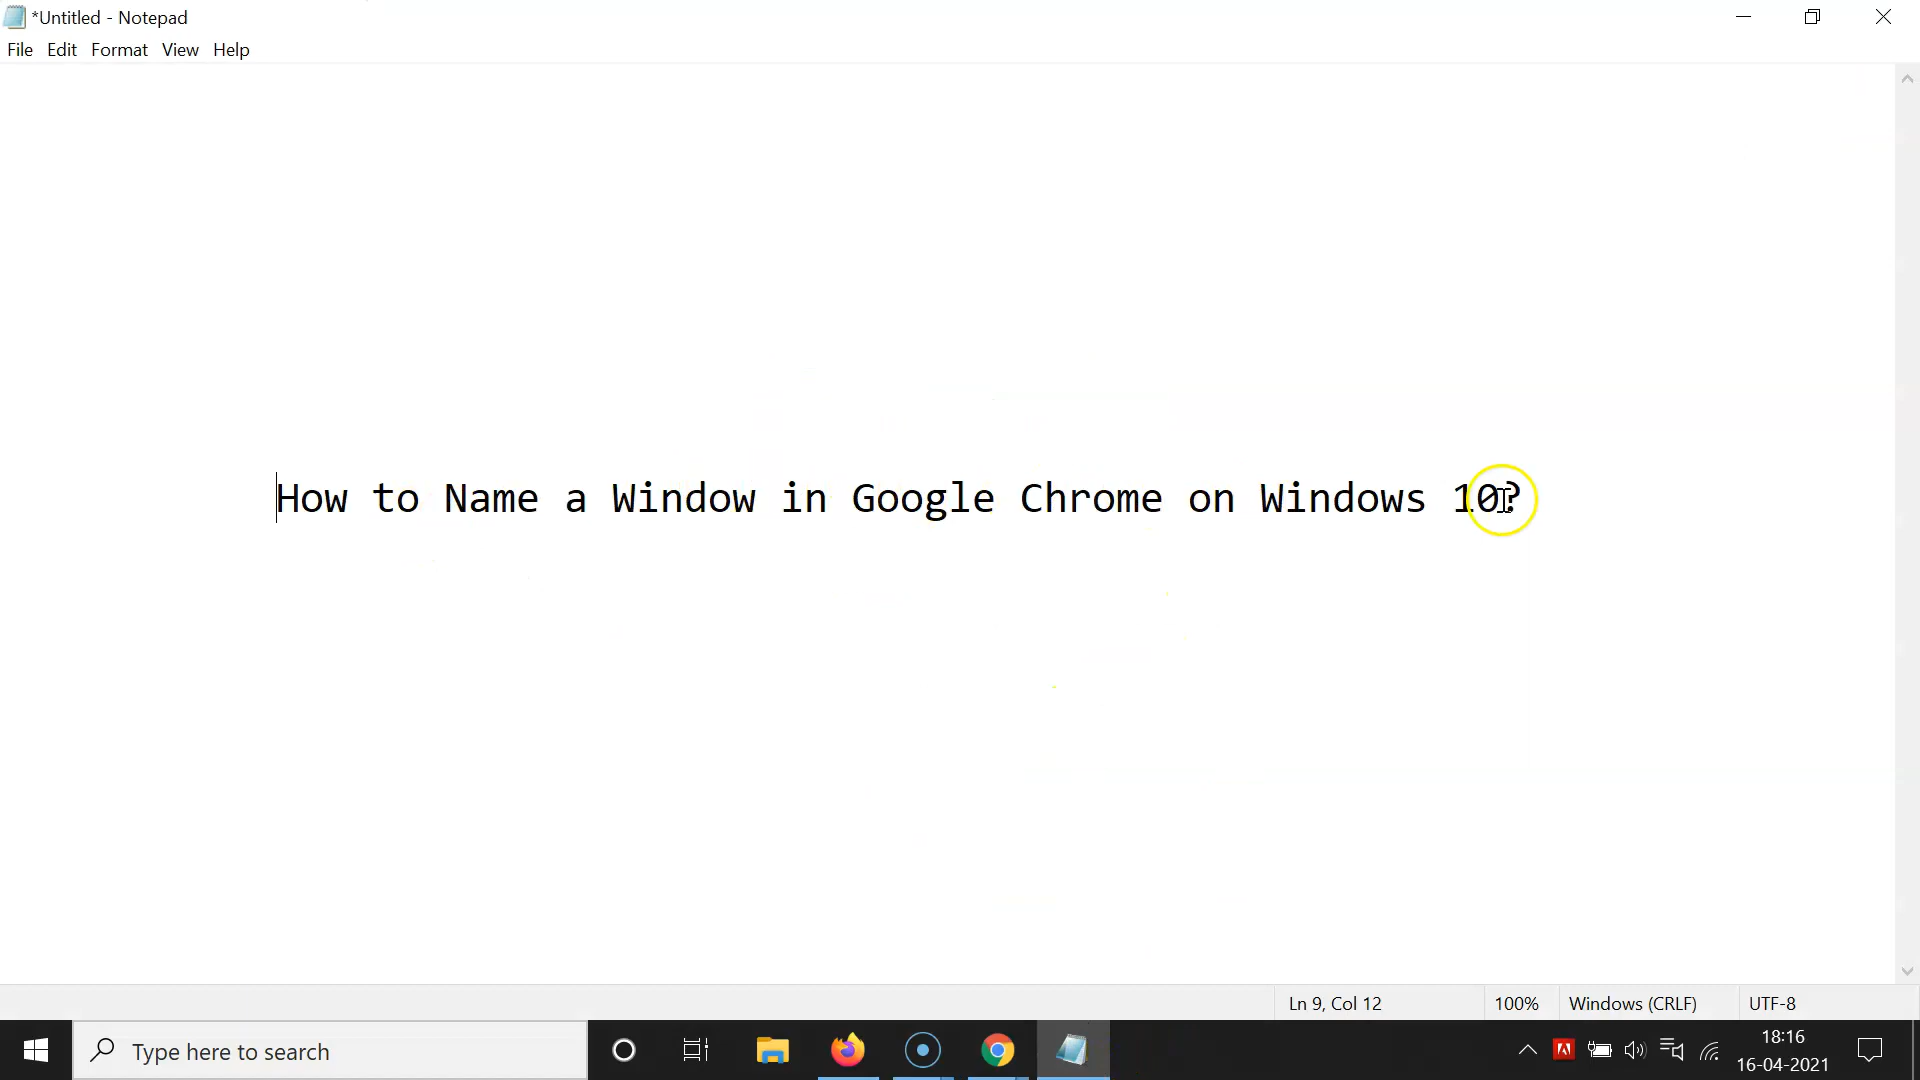 *Untitled - Notepad
File Edit Format View Help
How to Name a Window in Google Chrome on Windows 10?
Ln 9, Col 12 100% Windows (CRLF) UTF-8
Type here to search
18:16
16-04-2021